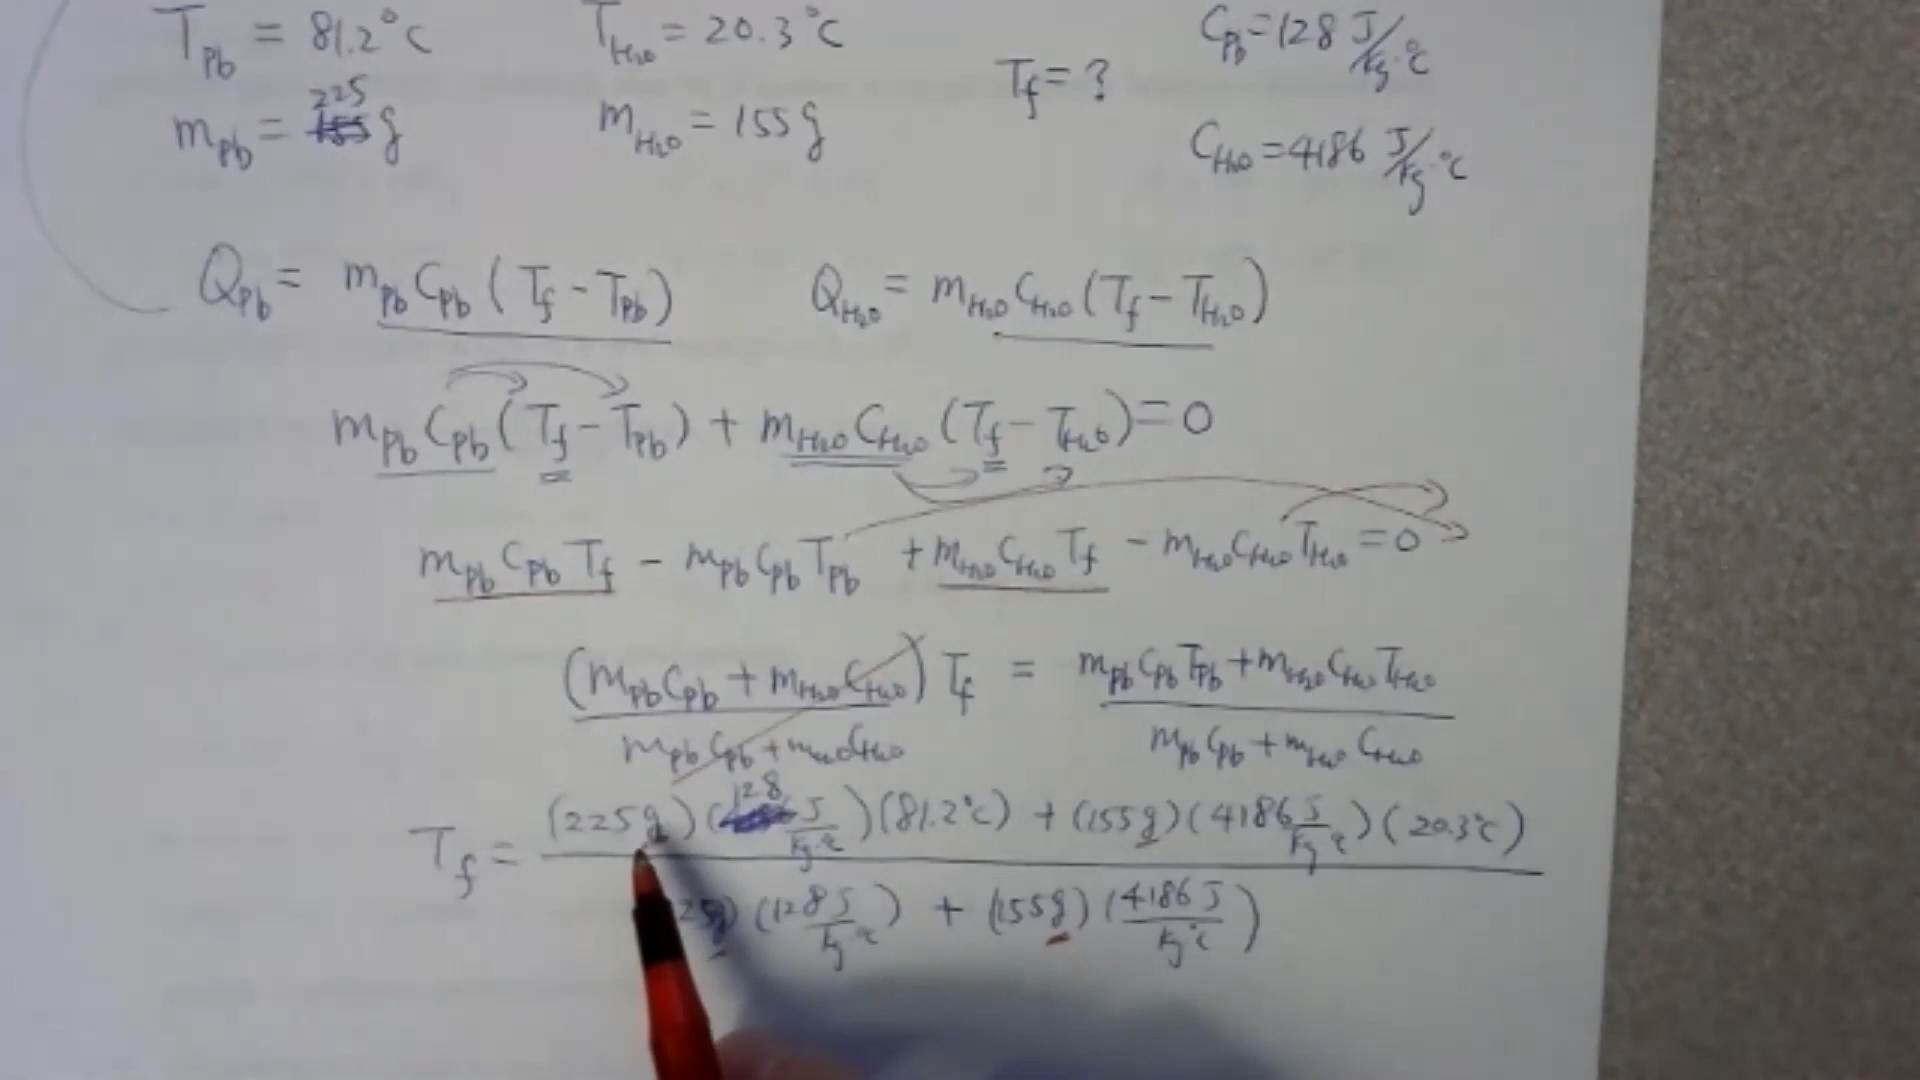 T_Pb = 81.2°C   T_H₂O = 20.3°C   C_Pb = 128 J/kg·°C
m_Pb = 225 g   m_H₂O = 155g   T_f = ?   C_H₂O = 4186 J/kg·°C
Q_Pb = m_Pb C_Pb (T_f - T_Pb)   Q_H₂O = m_H₂O C_H₂O (T_f - T_H₂O)
m_Pb C_Pb (T_f - T_Pb) + m_H₂O C_H₂O (T_f - T_H₂O) = 0
m_Pb C_Pb T_f - m_Pb C_Pb T_Pb + m_H₂O C_H₂O T_f - m_H₂O C_H₂O T_H₂O = 0
(m_Pb C_Pb + m_H₂O C_H₂O) T_f = m_Pb C_Pb T_Pb + m_H₂O C_H₂O T_H₂O
m_Pb C_Pb + m_H₂O C_H₂O   m_Pb C_Pb + m_H₂O C_H₂O
T_f = (225g)(128 J/kg·°C)(81.2°C) + (155g)(4186 J/kg·°C)(20.3°C)
25g)(128 J/kg°C) + (155g)(4186 J/kg°C)